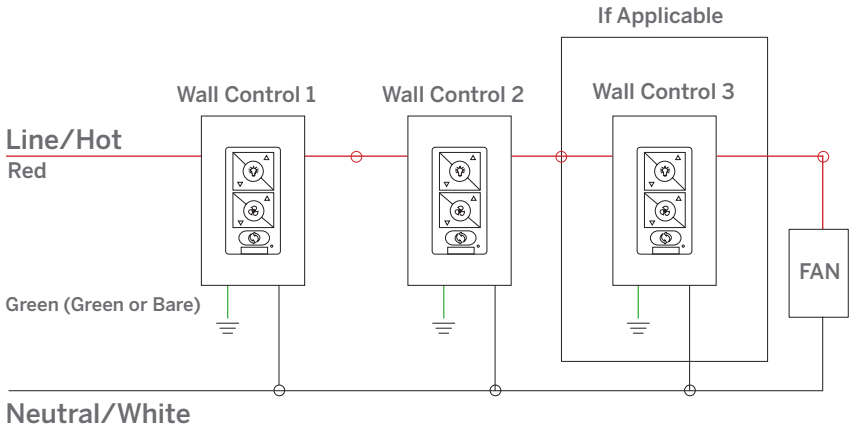 If Applicable
Wall Control 1
Wall Control 2
Wall Control 3
Line/Hot
Red
FAN
Green (Green or Bare)
Neutral/White